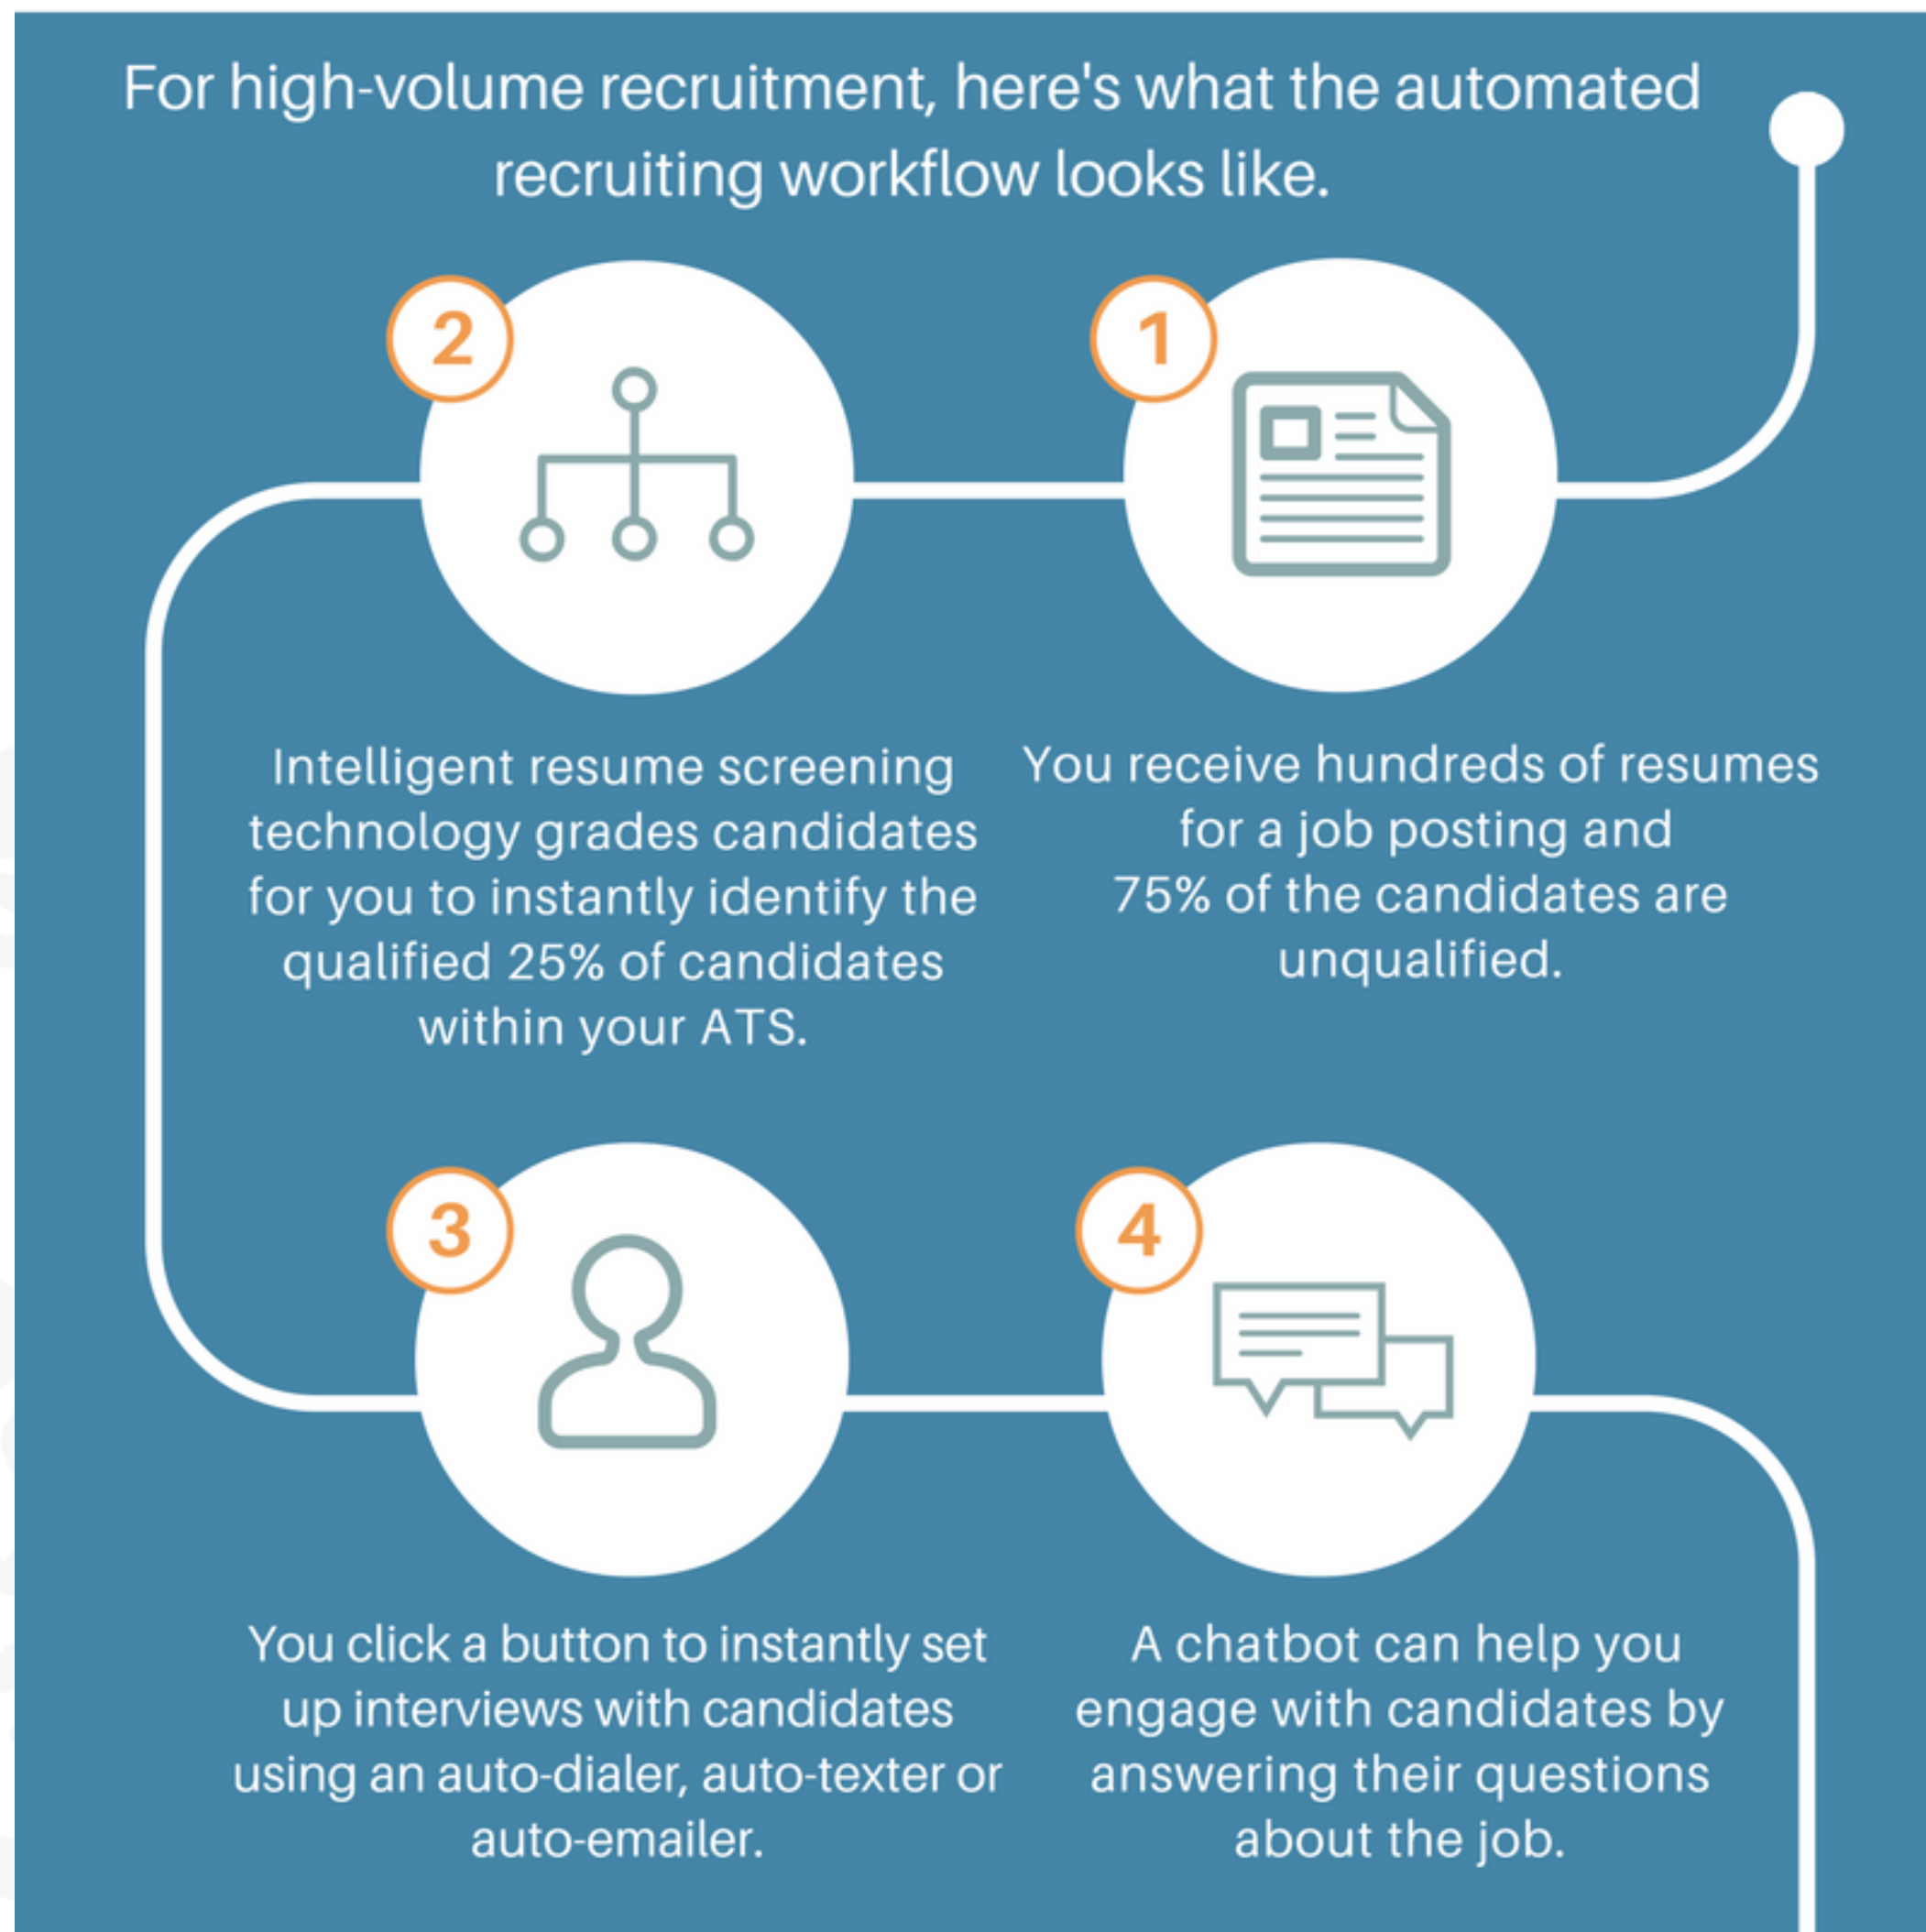 For high-volume recruitment, here's what the automated
recruiting workflow looks like.
1
You receive hundreds of resumes
for a job posting and
75% of the candidates are
unqualified.
2
Intelligent resume screening
technology grades candidates
for you to instantly identify the
qualified 25% of candidates
within your ATS.
3
You click a button to instantly set
up interviews with candidates
using an auto-dialer, auto-texter or
auto-emailer.
4
A chatbot can help you
engage with candidates by
answering their questions
about the job.